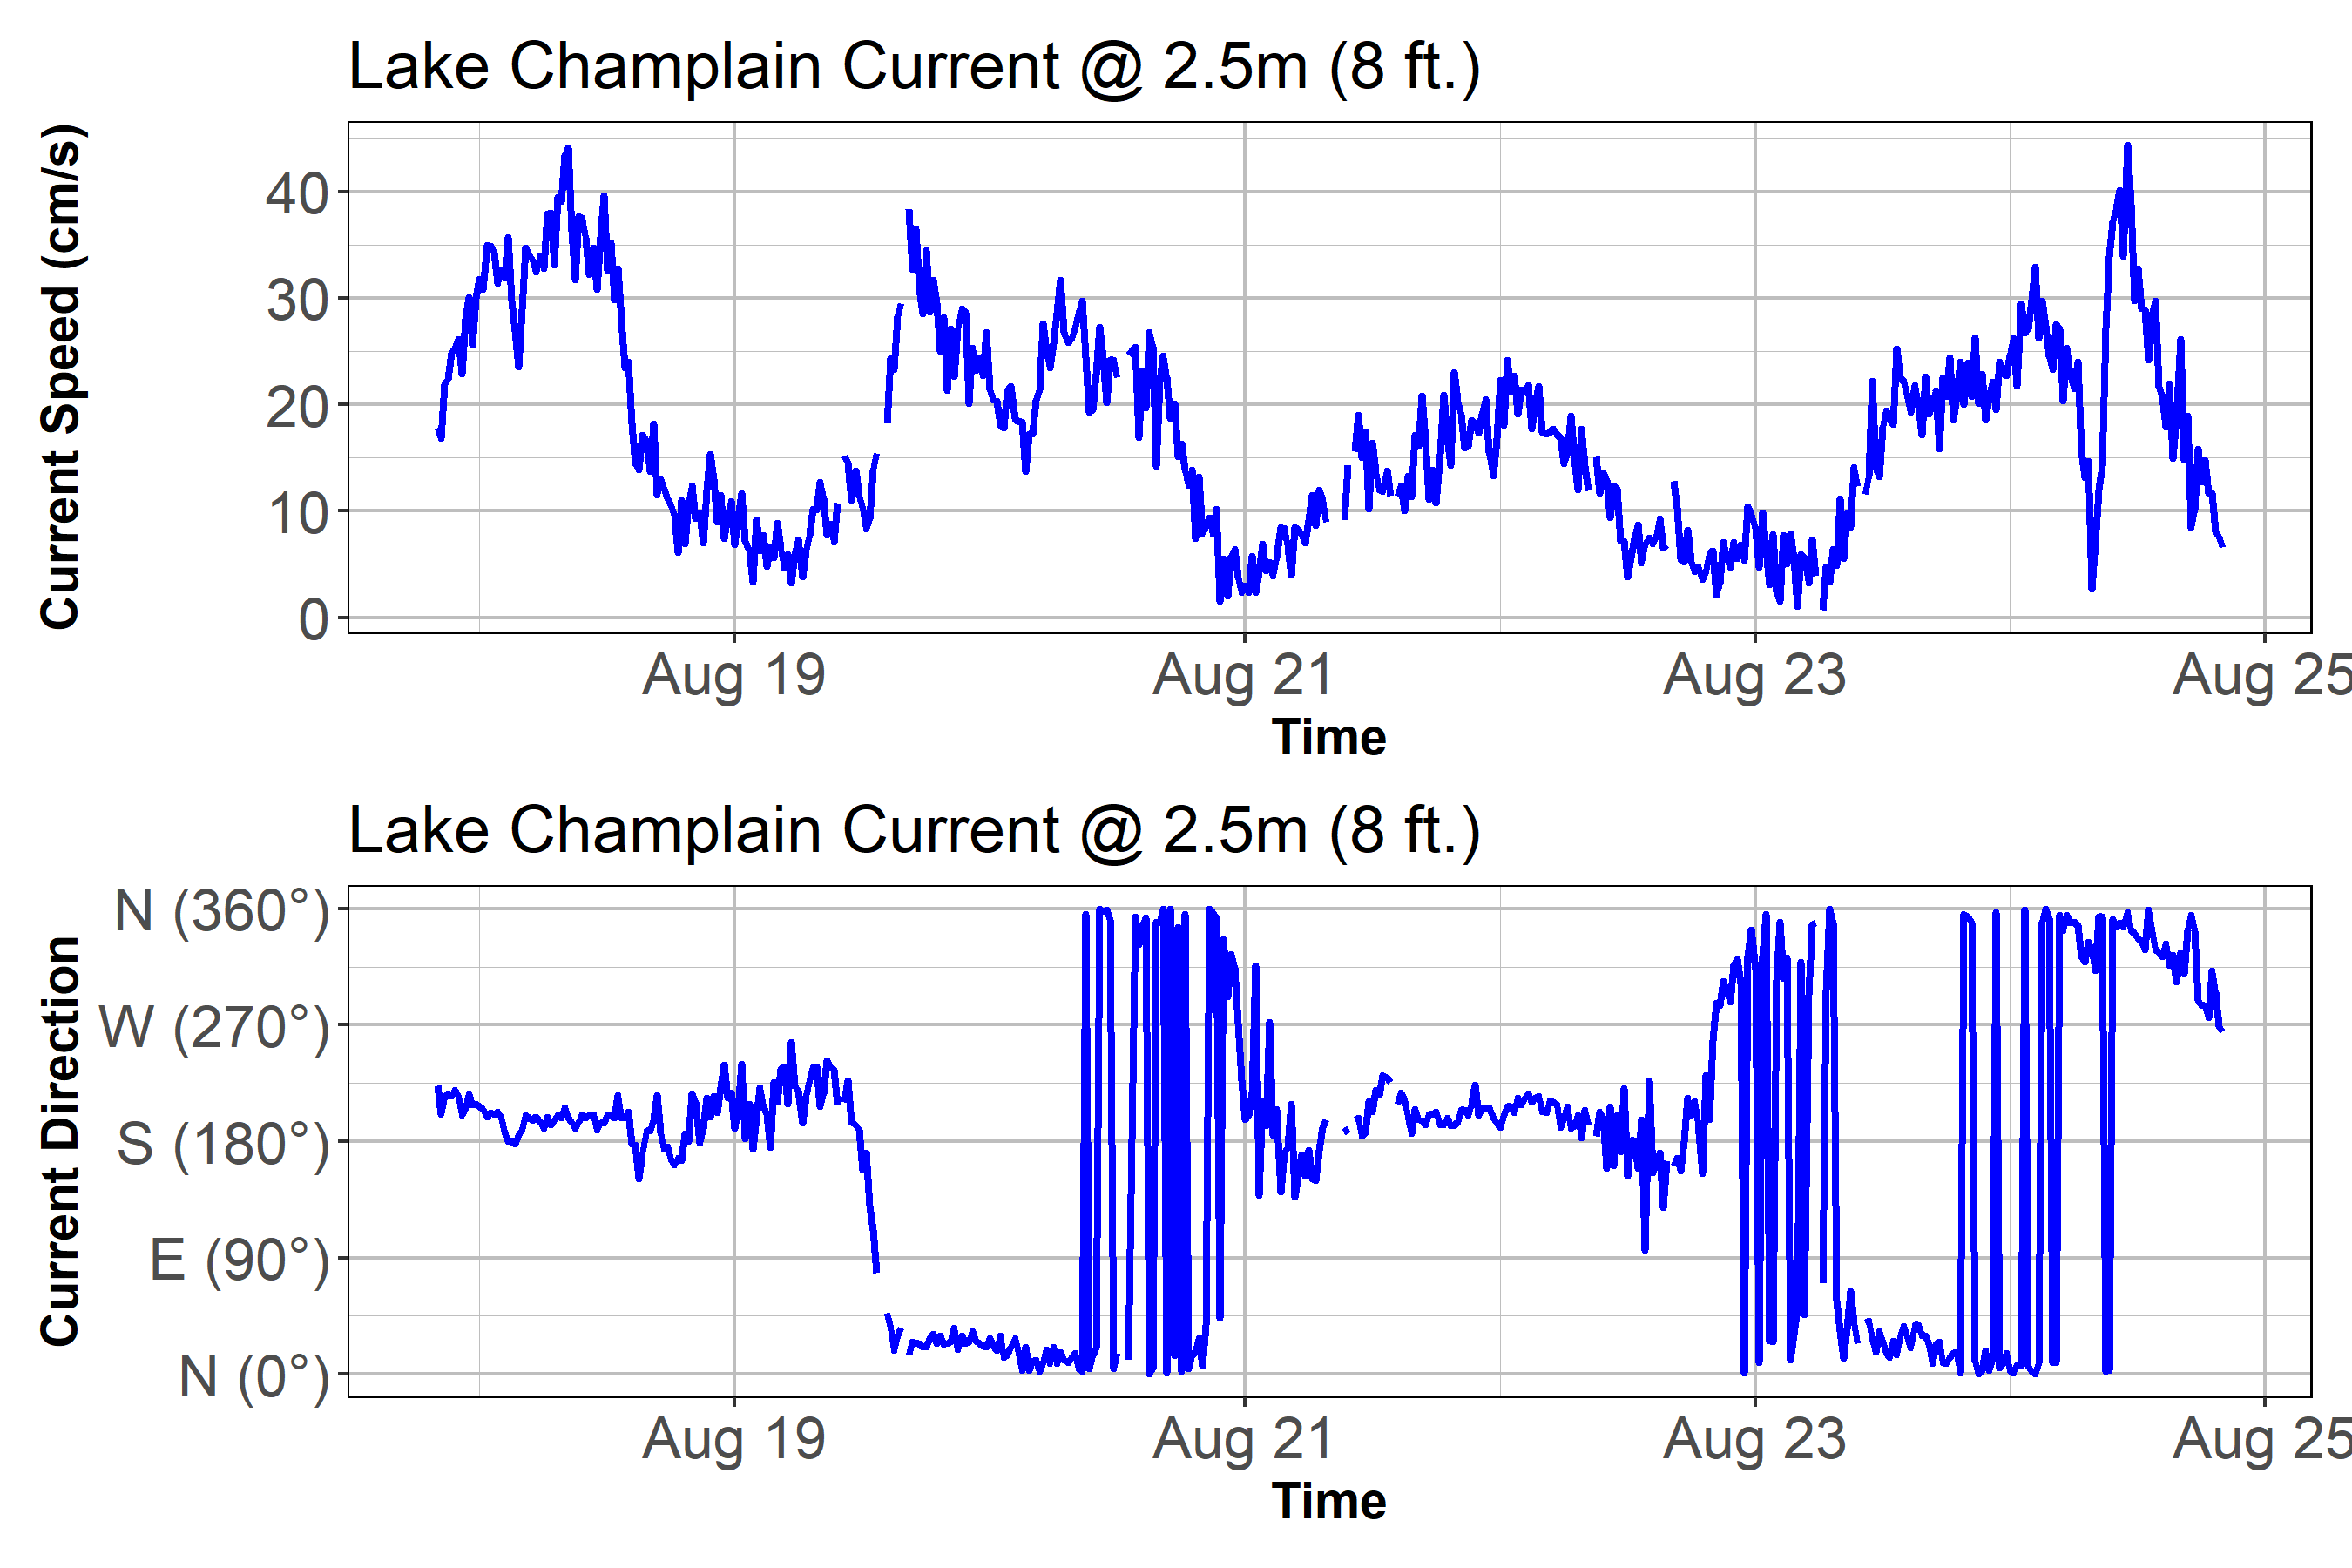 Lake Champlain Current @ 2.5m (8 ft.)
Current Speed (cm/s)
40
30
20
10
0
Aug 19 Aug 21 Aug 23 Aug 25
Time
Lake Champlain Current @ 2.5m (8 ft.)
Current Direction
N (360°)
W (270°)
S (180°)
E (90°)
N (0°)
Aug 19 Aug 21 Aug 23 Aug 25
Time